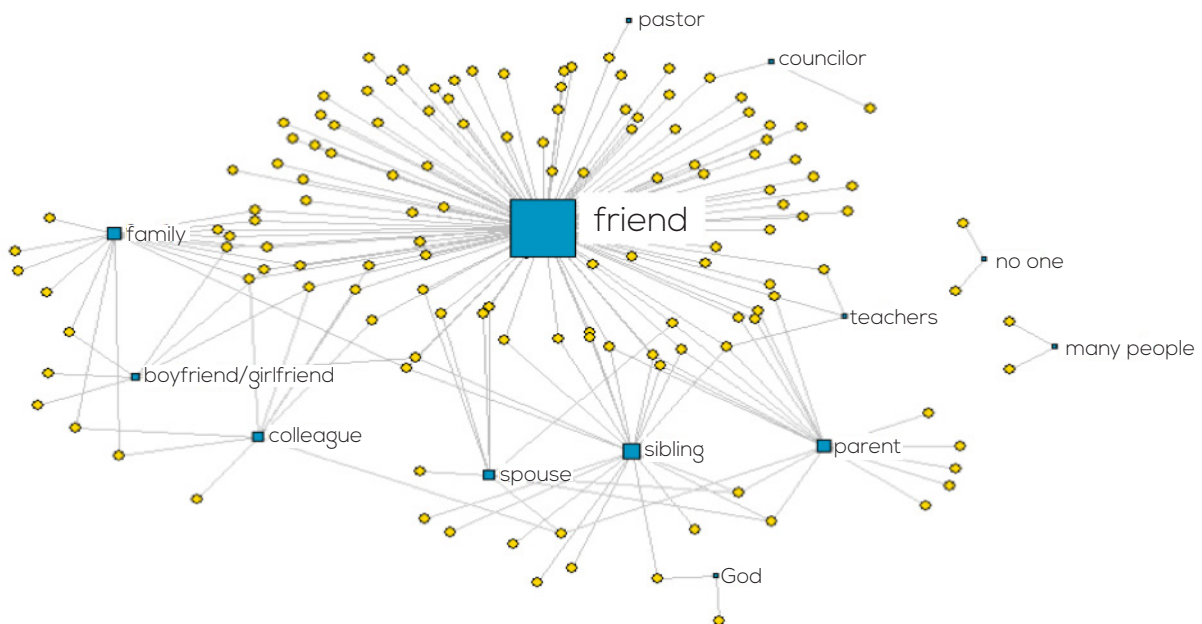 pastor
councilor
friend
family
no one
teachers
many people
boyfriend/girlfriend
colleague
sibling
parent
spouse
God